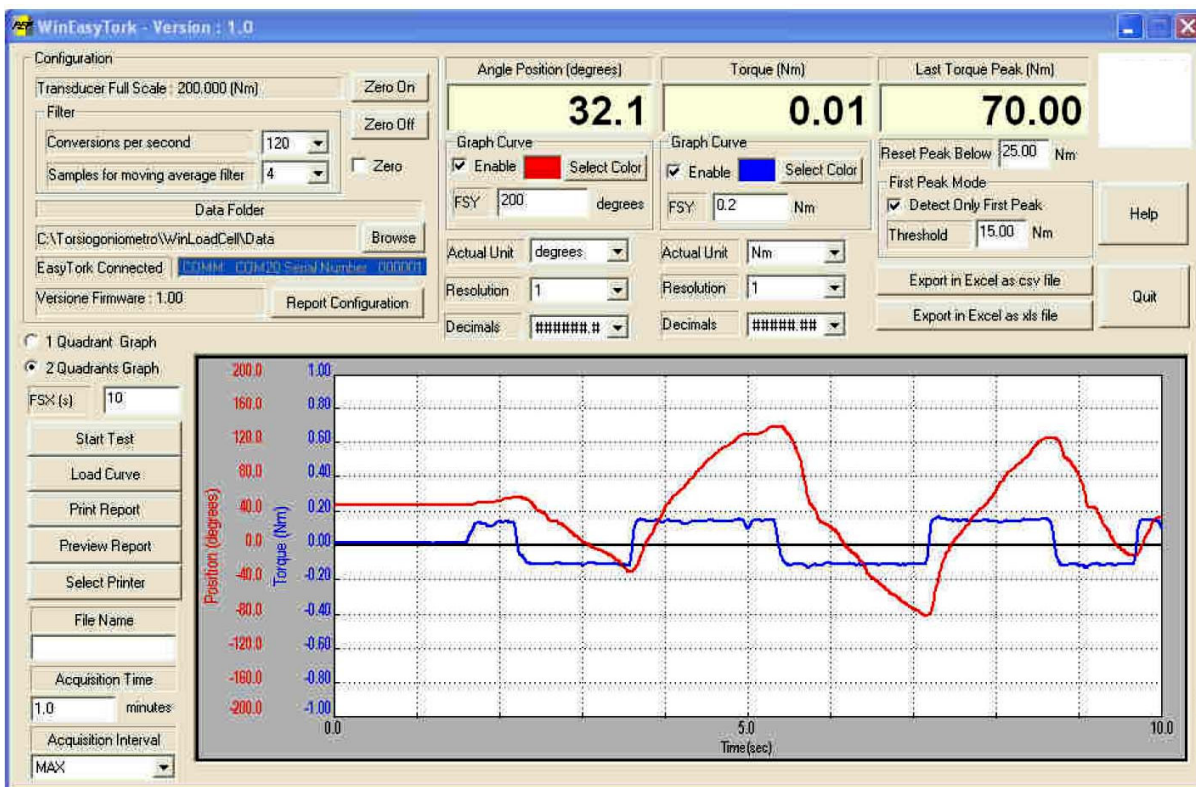 WinEasyTork - Version : 1.0
Configuration
Transducer Full Scale : 200.000 (Nm)
Zero On
Filter
Zero Off
Conversions per second 120
Zero
Samples for moving average filter 4
Data Folder
C:\Torsiogoniometro\WinLoadCell\Data
Browse
EasyTork Connected COMM. COM20 Serial Number 000001
Versione Firmware : 1.00
Report Configuration
Angle Position (degrees)
32.1
Graph Curve
Enable Select Color
FSY 200 degrees
Actual Unit degrees
Resolution 1
Decimals ######.#
Torque (Nm)
0.01
Graph Curve
Enable Select Color
FSY 0.2 Nm
Actual Unit Nm
Resolution 1
Decimals #####.##
Last Torque Peak (Nm)
70.00
Reset Peak Below 25.00 Nm
First Peak Mode
Detect Only First Peak
Threshold 15.00 Nm
Export in Excel as csv file
Export in Excel as xls file
Help
Quit
1 Quadrant Graph
2 Quadrants Graph
FSX (s) 10
Start Test
Load Curve
Print Report
Preview Report
Select Printer
File Name
Acquisition Time
1.0 minutes
Acquisition Interval
MAX
Position (degrees)
200.0
160.0
120.0
80.0
40.0
0.0
-40.0
-80.0
-120.0
-160.0
-200.0
Torque (Nm)
1.00
0.80
0.60
0.40
0.20
0.00
-0.20
-0.40
-0.60
-0.80
-1.00
0.0 5.0 10.0
Time(sec)